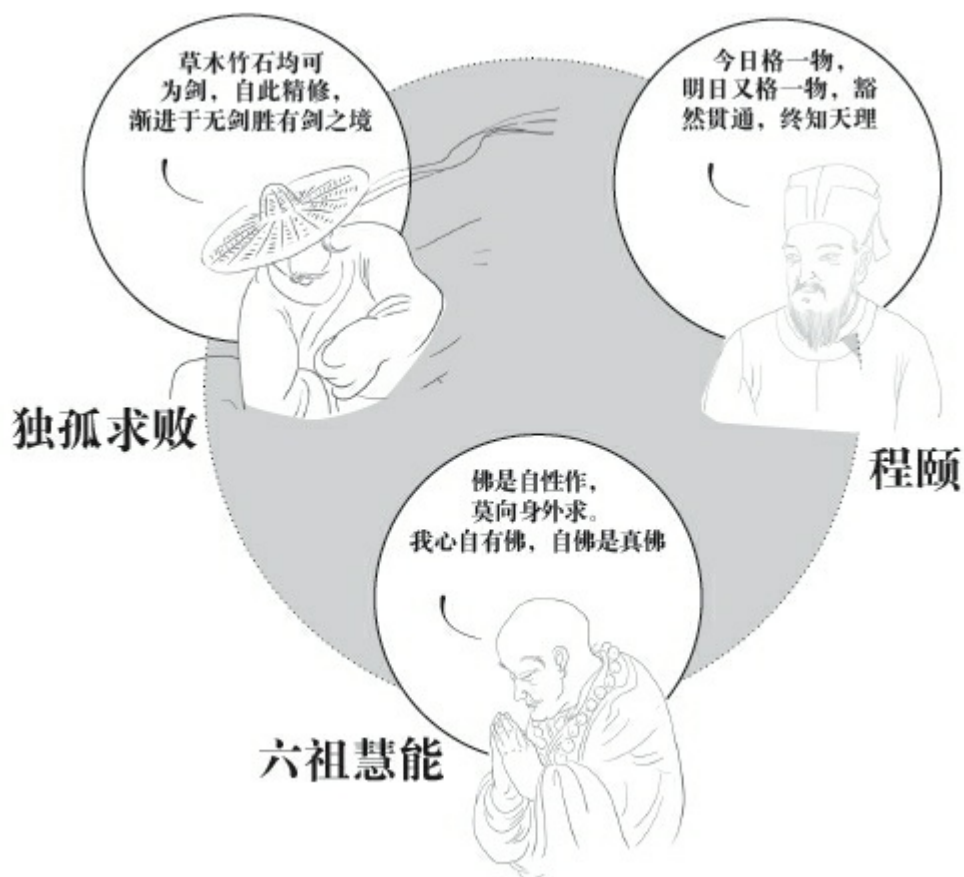 草木竹石均可
为剑，自此精修，
渐进于无剑胜有剑之境
独孤求败
今日格一物，
明日又格一物，豁
然贯通，终知天理
程颐
佛是自性作，
莫向身外求。
我心自有佛，自佛是真佛
六祖慧能